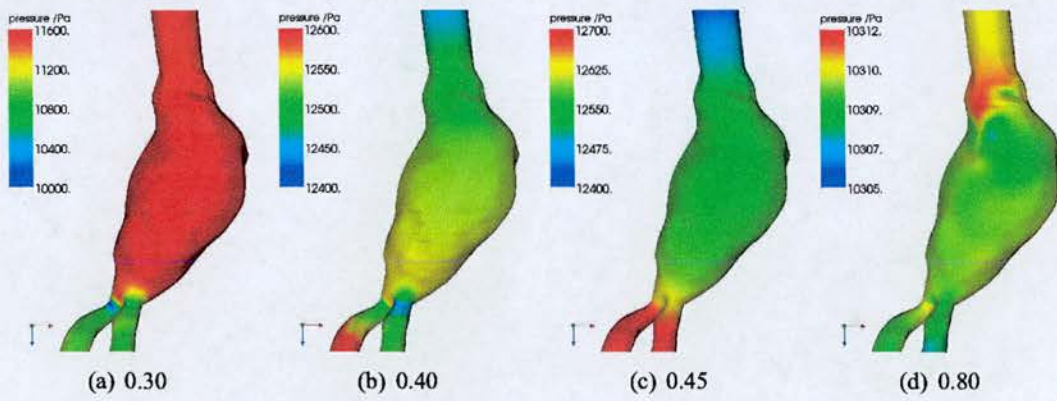 pressure /Pa
11600.
11200.
10800.
10400.
10000.
pressure /Pa
12600.
12550.
12500.
12450.
12400.
pressure /Pa
12700.
12625.
12550.
12475.
12400.
pressure /Pa
10312.
10310.
10309.
10307.
10305.
(a) 0.30
(b) 0.40
(c) 0.45
(d) 0.80